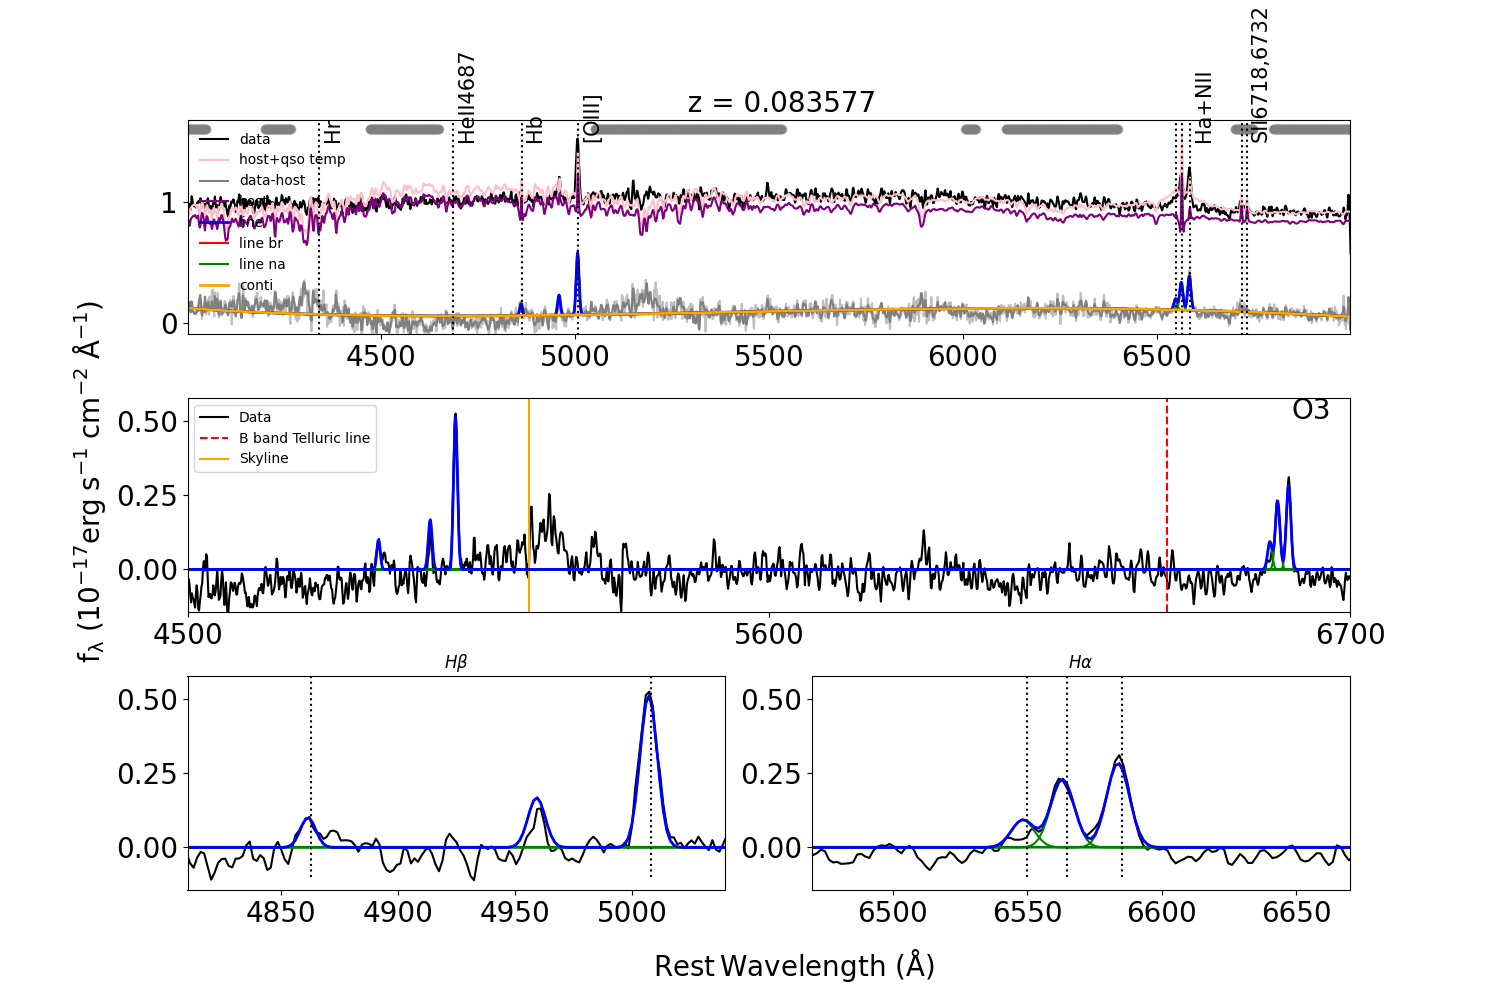 z = 0.083577
Hr
HeII4687
Hb
[OIII]
Ha+NII
SII6718,6732
data
host+qso temp
data-host
line br
line na
conti
1
0
4500 5000 5500 6000 6500
fλ (10−17erg s−1 cm−2 Å−1)
O3
Data
B band Telluric line
Skyline
0.50
0.25
0.00
4500 5600 6700
Hβ
0.50
0.25
0.00
4850 4900 4950 5000
Hα
0.50
0.25
0.00
6500 6550 6600 6650
Rest Wavelength (Å)